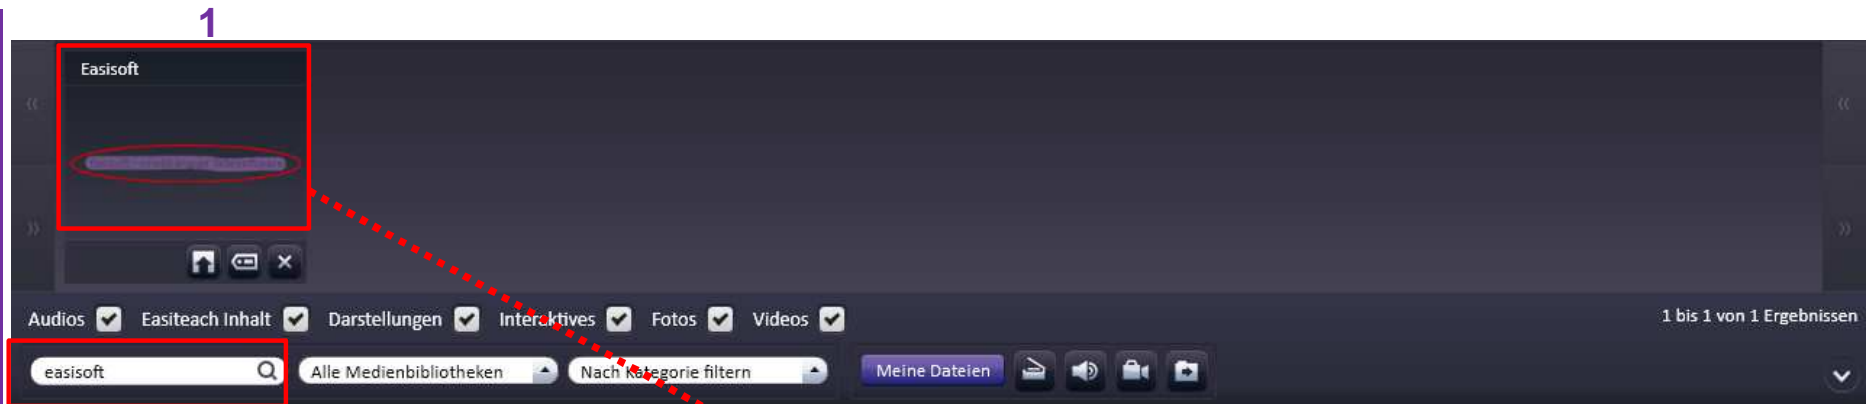 1
Easisoft
Audios Easiteach Inhalt Darstellungen Interaktives Fotos Videos 1 bis 1 von 1 Ergebnissen
easisoft Alle Medienbibliotheken Nach Kategorie filtern Meine Dateien